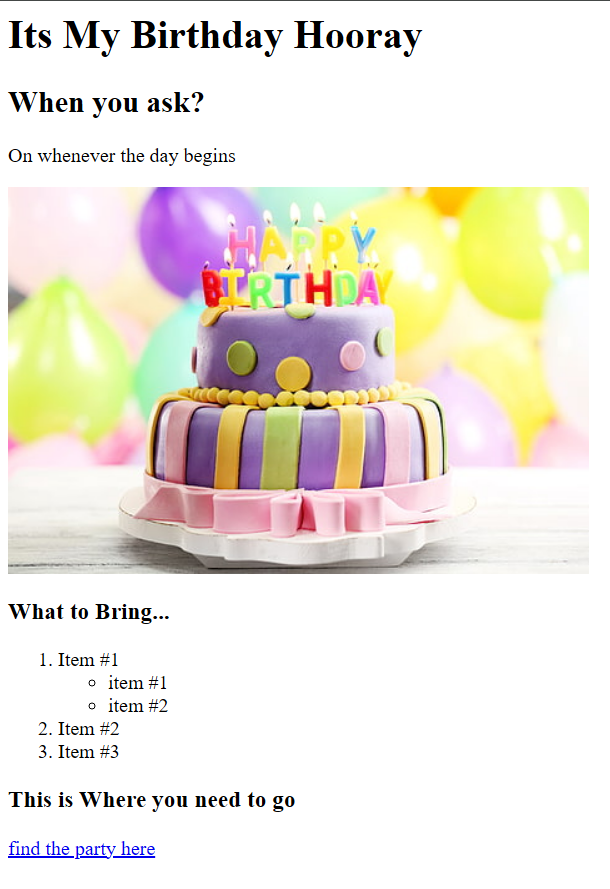 Its My Birthday Hooray
When you ask?
On whenever the day begins
HAPPY
BIRTHDAY
What to Bring...
1. Item #1
item #1
item #2
2. Item #2
3. Item #3
This is Where you need to go
find the party here